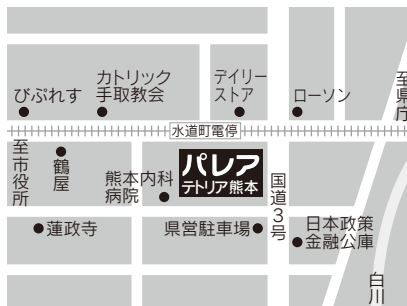 カトリック
手取教会
デイリー
ストア
びぷれす
ローソン
至県庁
水道町電停
至市役所
鶴屋
熊本内科
病院
パレア
テトリア熊本
国道3号
蓮政寺
県営駐車場
日本政策
金融公庫
白川